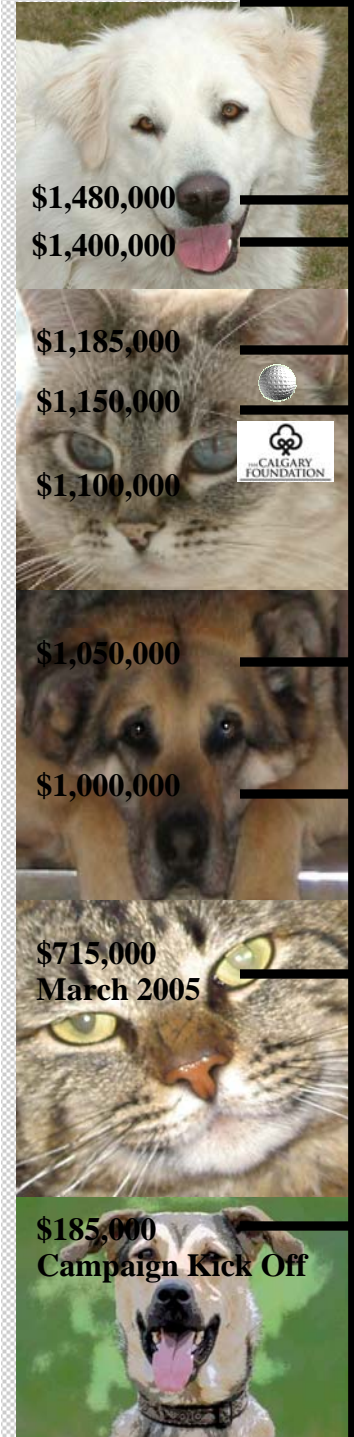 $1,480,000
$1,400,000
$1,185,000
$1,150,000
THE CALGARY
FOUNDATION
$1,100,000
$1,050,000
$1,000,000
$715,000
March 2005
$185,000
Campaign Kick Off